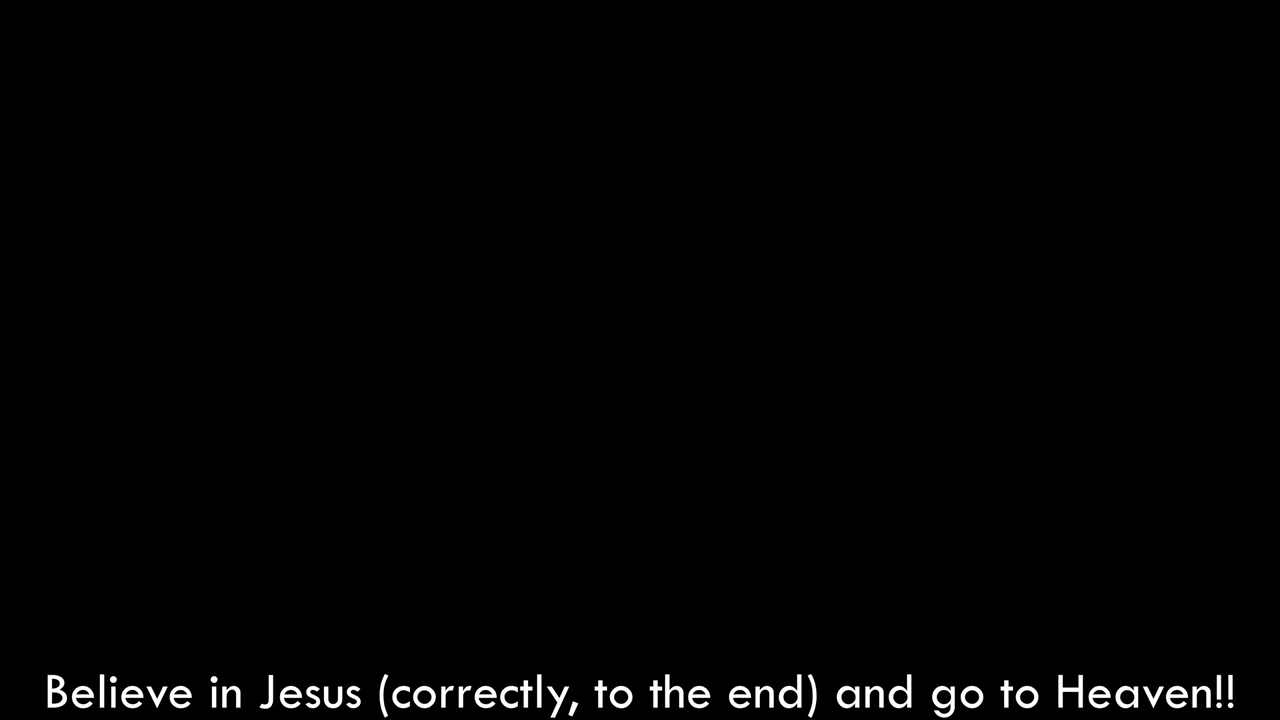 Believe in Jesus (correctly, to the end) and go to Heaven!!